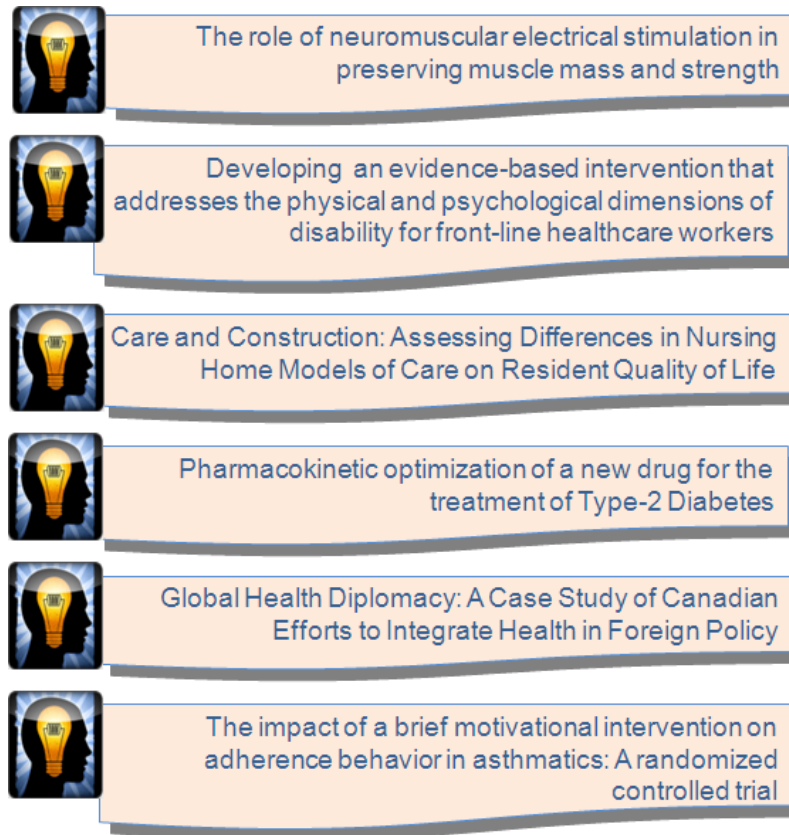 The role of neuromuscular electrical stimulation in
preserving muscle mass and strength
Developing an evidence-based intervention that
addresses the physical and psychological dimensions of
disability for front-line healthcare workers
Care and Construction: Assessing Differences in Nursing
Home Models of Care on Resident Quality of Life
Pharmacokinetic optimization of a new drug for the
treatment of Type-2 Diabetes
Global Health Diplomacy: A Case Study of Canadian
Efforts to Integrate Health in Foreign Policy
The impact of a brief motivational intervention on
adherence behavior in asthmatics: A randomized
controlled trial